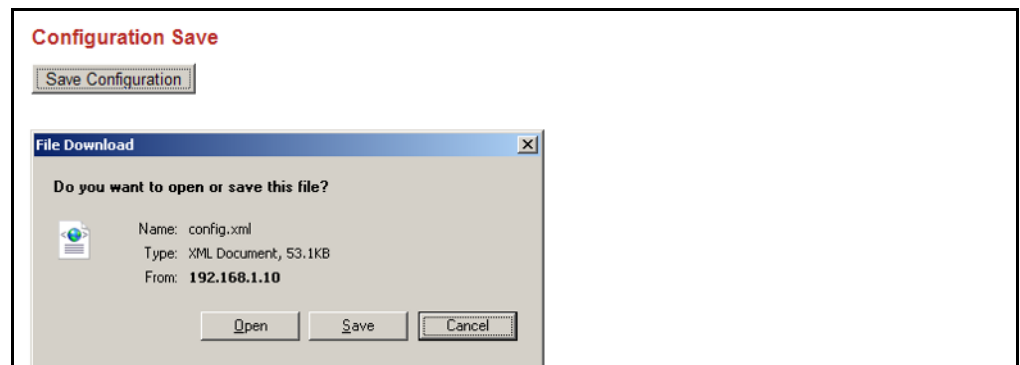 Configuration Save
Save Configuration
File Download
Do you want to open or save this file?
Name: config.xml
Type: XML Document, 53.1KB
From: 192.168.1.10
Open Save Cancel